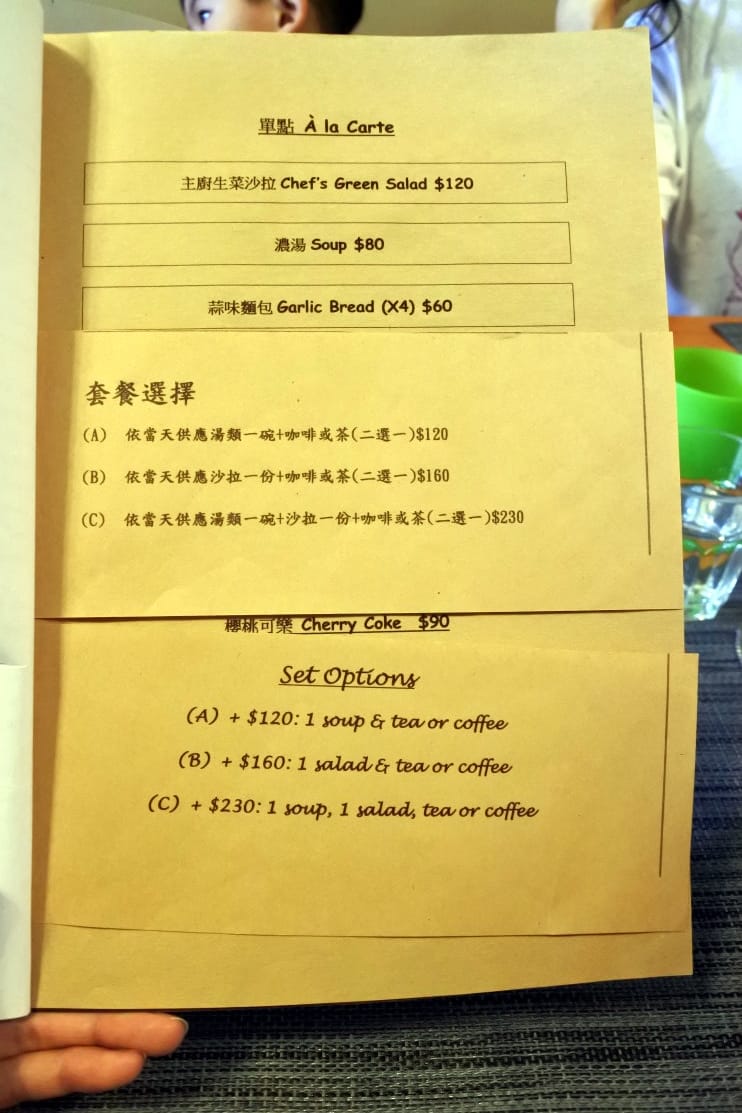 單點 À la Carte
主廚生菜沙拉 Chef's Green Salad $120
濃湯 Soup $80
蒜味麵包 Garlic Bread (X4) $60
套餐選擇
(A) 依當天供應湯類一碗+咖啡或茶(二選一)$120
(B) 依當天供應沙拉一份+咖啡或茶(二選一)$160
(C) 依當天供應湯類一碗+沙拉一份+咖啡或茶(二選一)$230
櫻桃可樂 Cherry Coke $90
Set Options
(A) + $120: 1 soup & tea or coffee
(B) + $160: 1 salad & tea or coffee
(C) + $230: 1 soup, 1 salad, tea or coffee